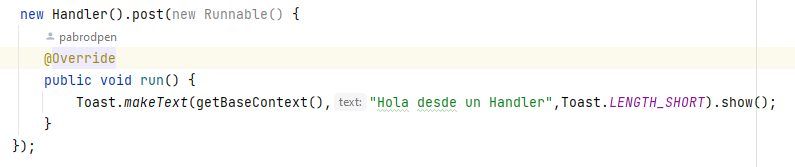 new Handler().post(new Runnable() {
pabrodpen
@Override
public void run() {
Toast.makeText(getBaseContext(), text: "Hola desde un Handler",Toast.LENGTH_SHORT).show();
}
});